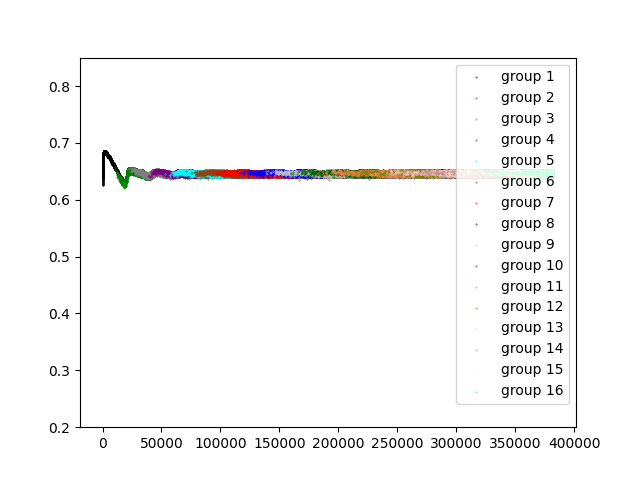 0.8
0.7
0.6
0.5
0.4
0.3
0.2
0 50000 100000 150000 200000 250000 300000 350000 400000
group 1
group 2
group 3
group 4
group 5
group 6
group 7
group 8
group 9
group 10
group 11
group 12
group 13
group 14
group 15
group 16